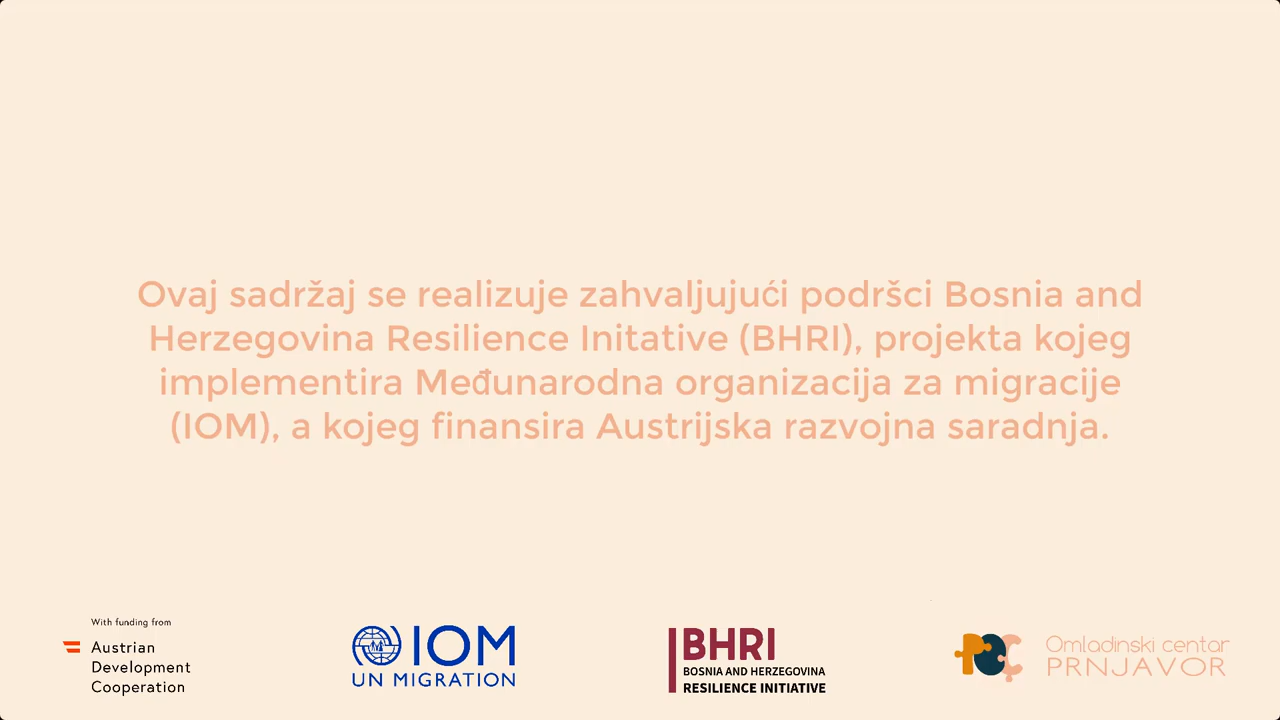 Ovaj sadržaj se realizuje zahvaljujući podršci Bosnia and
Herzegovina Resilience Initative (BHRI), projekta kojeg
implementira Međunarodna organizacija za migracije
(IOM), a kojeg finansira Austrijska razvojna saradnja.
With funding from
Austrian
Development
Cooperation
IOM
UN MIGRATION
BHRI
BOSNIA AND HERZEGOVINA
RESILIENCE INITIATIVE
Omladinski centar
PRNJAVOR